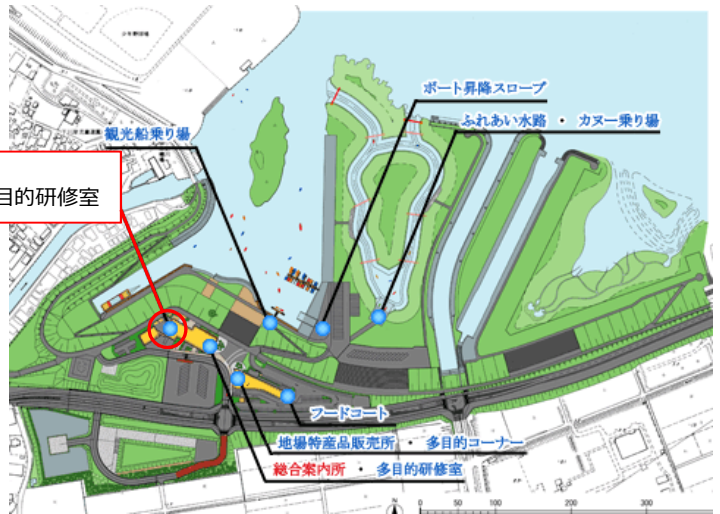 ボート昇降スロープ
ふれあい水路 ・ カヌー乗り場
観光船乗り場
目的研修室
フードコート
地場特産品販売所 ・ 多目的コーナー
総合案内所 ・ 多目的研修室
N 0 50 100 200 300